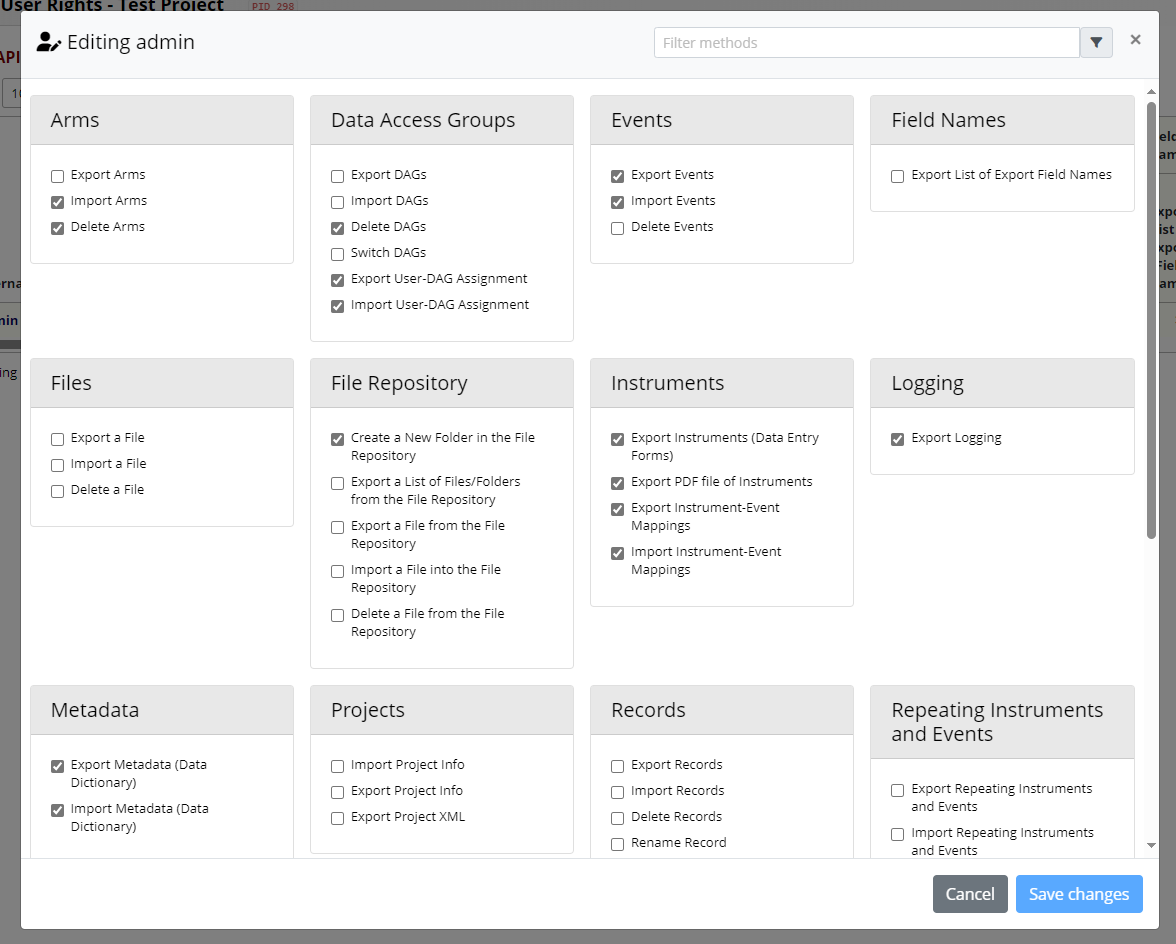 User Rights - Test Project PID 298
Editing admin
Filter methods
×
API
10
Arms
Export Arms
Import Arms
Delete Arms
Data Access Groups
Export DAGs
Import DAGs
Delete DAGs
Switch DAGs
Export User-DAG Assignment
Import User-DAG Assignment
Events
Export Events
Import Events
Delete Events
Field Names
Export List of Export Field Names
Files
Export a File
Import a File
Delete a File
File Repository
Create a New Folder in the File
Repository
Export a List of Files/Folders
from the File Repository
Export a File from the File
Repository
Import a File into the File
Repository
Delete a File from the File
Repository
Instruments
Export Instruments (Data Entry
Forms)
Export PDF file of Instruments
Export Instrument-Event
Mappings
Import Instrument-Event
Mappings
Logging
Export Logging
Metadata
Export Metadata (Data
Dictionary)
Import Metadata (Data
Dictionary)
Projects
Import Project Info
Export Project Info
Export Project XML
Records
Export Records
Import Records
Delete Records
Rename Record
Repeating Instruments
and Events
Export Repeating Instruments
and Events
Import Repeating Instruments
and Events
Cancel
Save changes